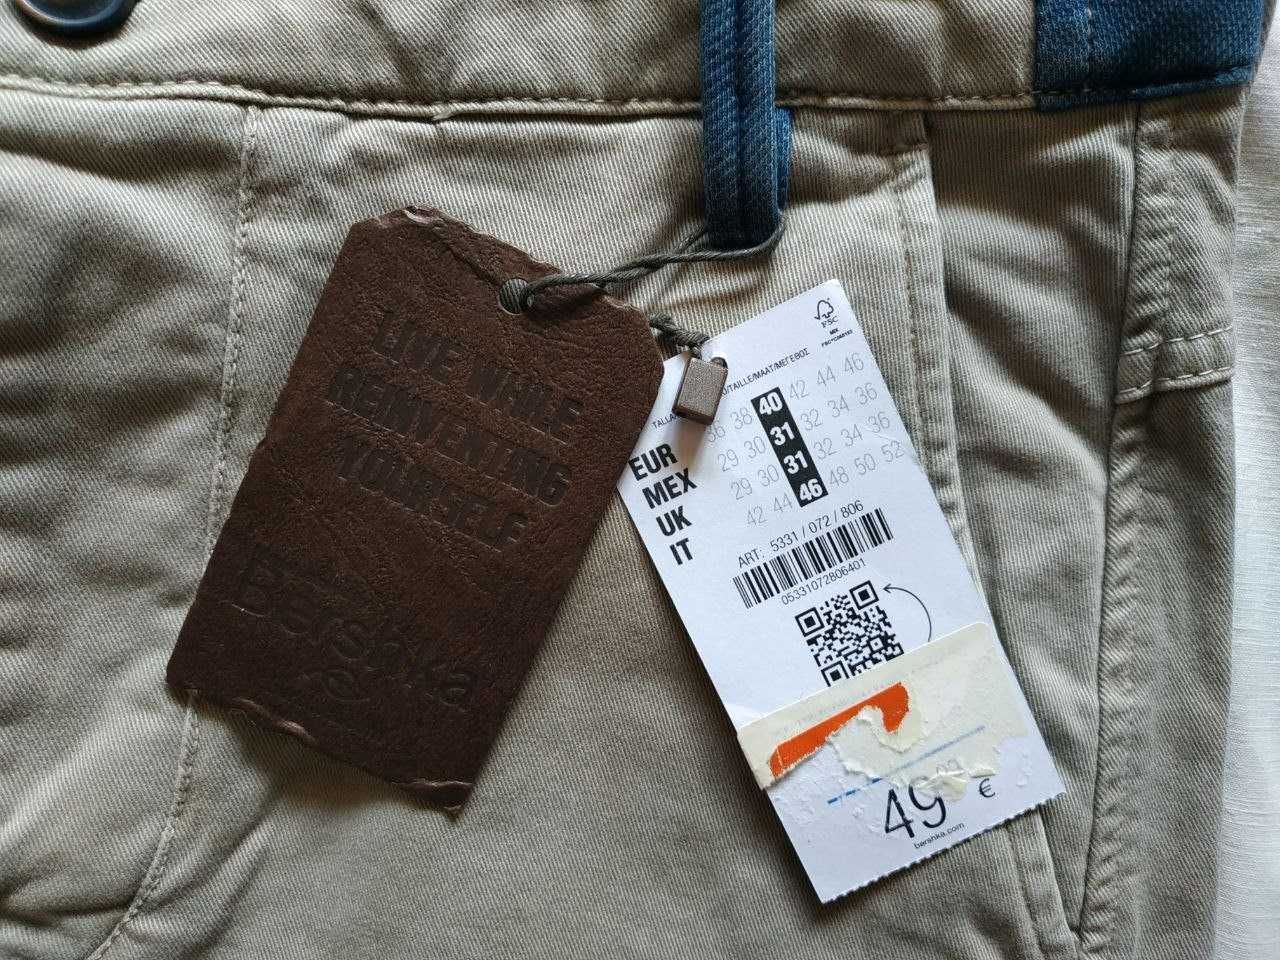 LIVE WHILE
REINVENTING
YOURSELF
Bershka
FSC
MIX
/TAILLE/MAAT/ΜΕΓΕΘΟΣ
EUR 36 38 40 42 44 46
MEX 29 30 31 32 34 36
UK 29 30 31 32 34 36
IT 42 44 46 48 50 52
ART: 5331 / 072 / 806
05331072806401
49 €
bershka.com